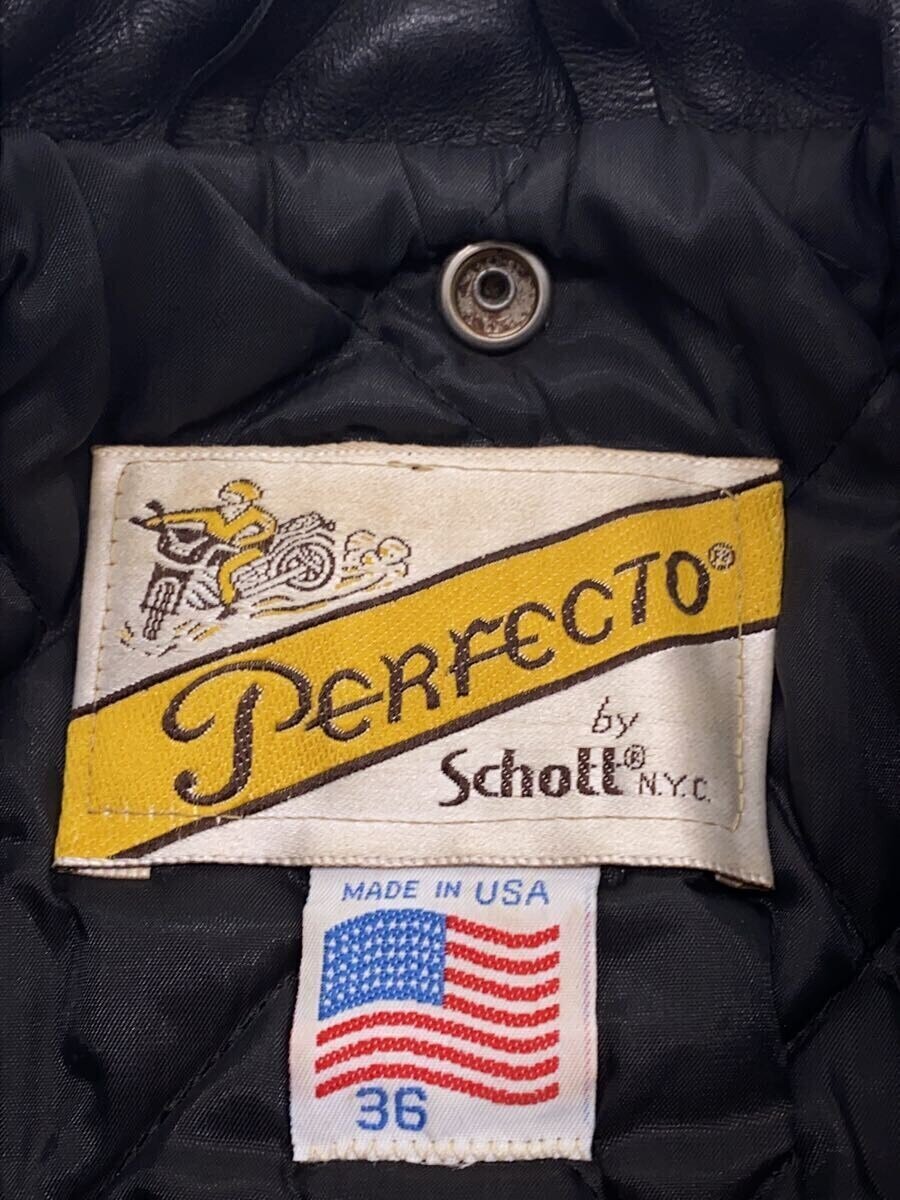 PERFECTO®
by
Schott® N.Y.C.
MADE IN USA
36